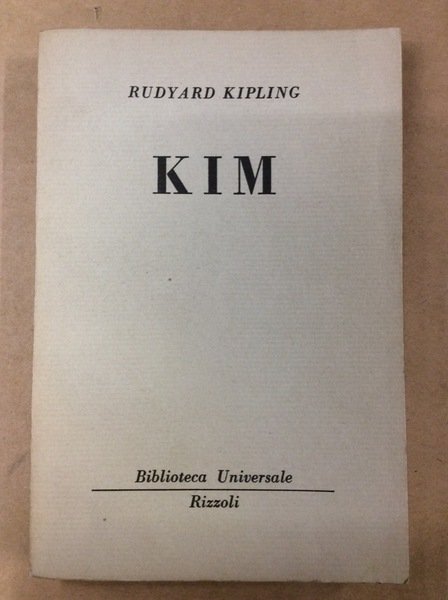 RUDYARD KIPLING
KIM
Biblioteca Universale
Rizzoli